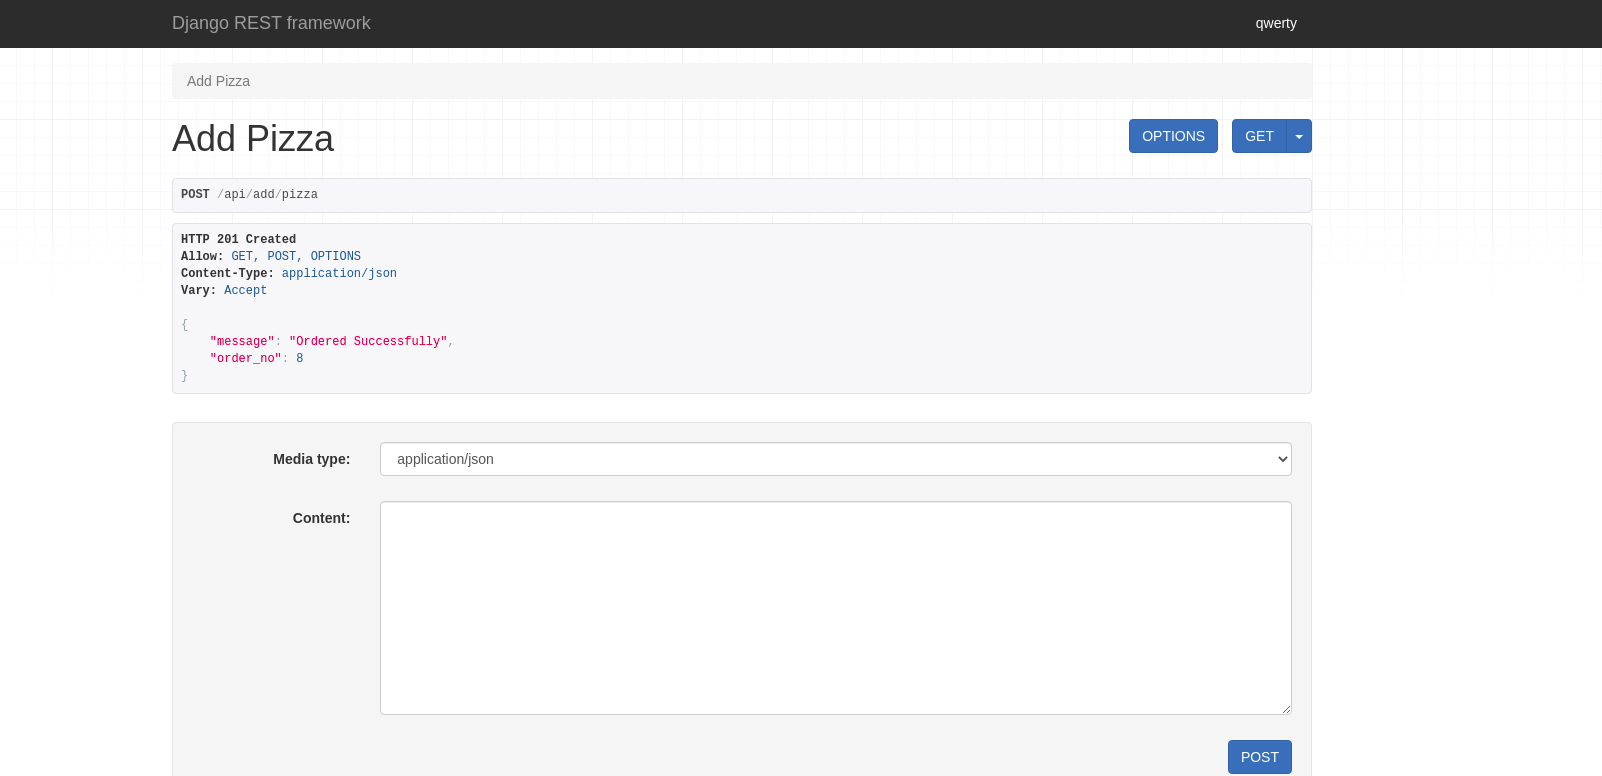 Django REST framework
qwerty
Add Pizza
Add Pizza
OPTIONS
GET
POST /api/add/pizza
HTTP 201 Created
Allow: GET, POST, OPTIONS
Content-Type: application/json
Vary: Accept
{
    "message": "Ordered Successfully",
    "order_no": 8
}
Media type:
application/json
Content:
POST